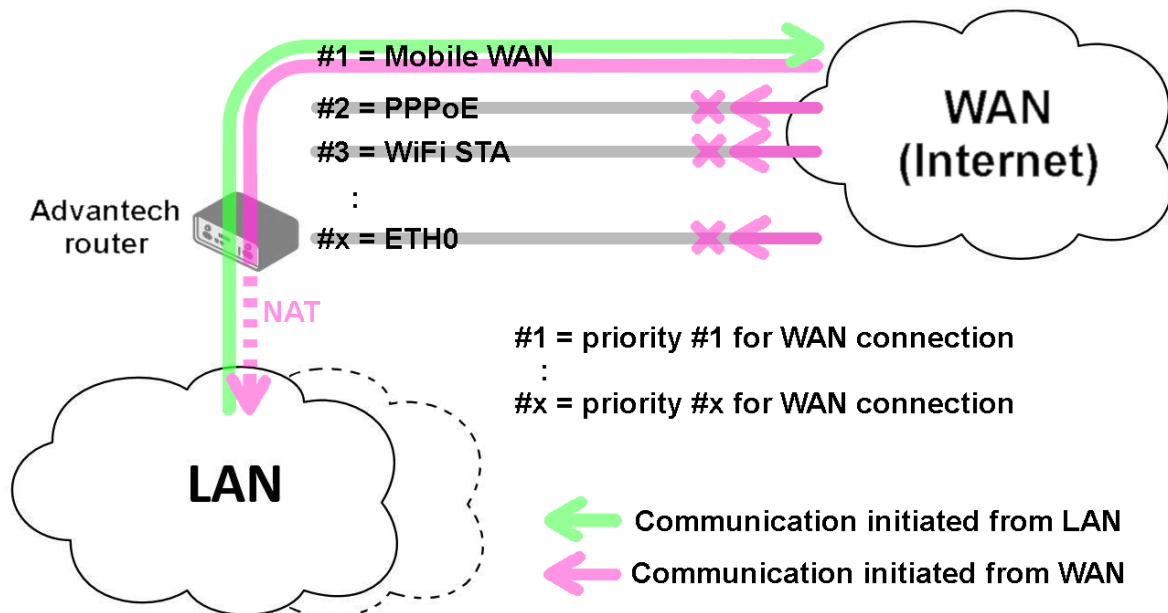 #1 = Mobile WAN
#2 = PPPoE
#3 = WiFi STA
:
#x = ETH0
WAN
(Internet)
Advantech
router
NAT
#1 = priority #1 for WAN connection
:
#x = priority #x for WAN connection
LAN
Communication initiated from LAN
Communication initiated from WAN